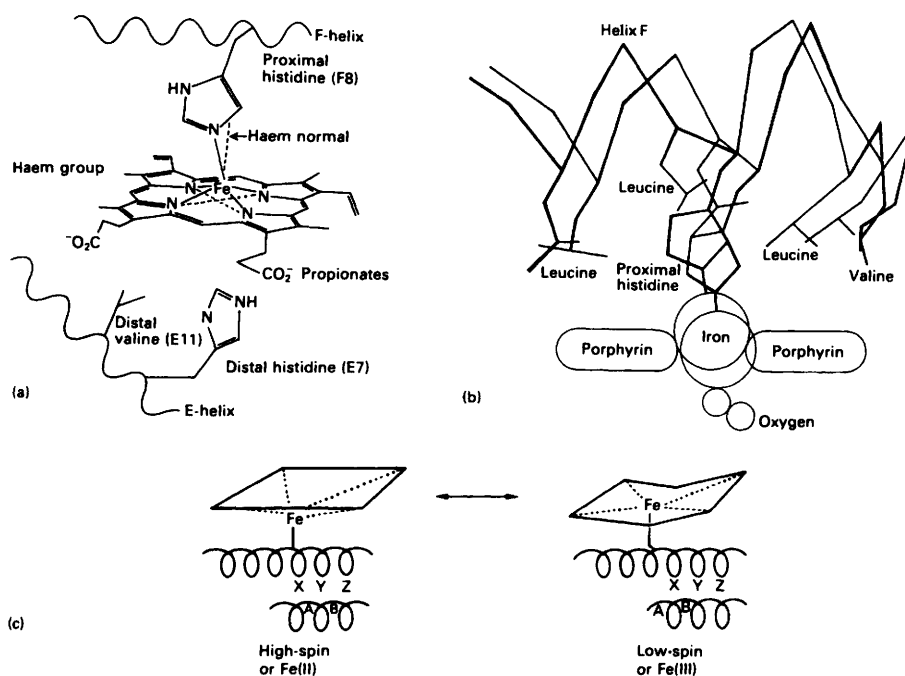 F-helix
Proximal
histidine (F8)
HN
N
Haem normal
Haem group
N
Fe
N
N
N
⁻O₂C
CO₂⁻ Propionates
N
NH
Distal
valine (E11)
Distal histidine (E7)
E-helix
(a)
Helix F
Leucine
Leucine
Proximal
histidine
Leucine
Valine
Porphyrin
Iron
Porphyrin
Oxygen
(b)
Fe
X Y Z
A B
High-spin
or Fe(II)
Fe
X Y Z
A B
Low-spin
or Fe(III)
(c)